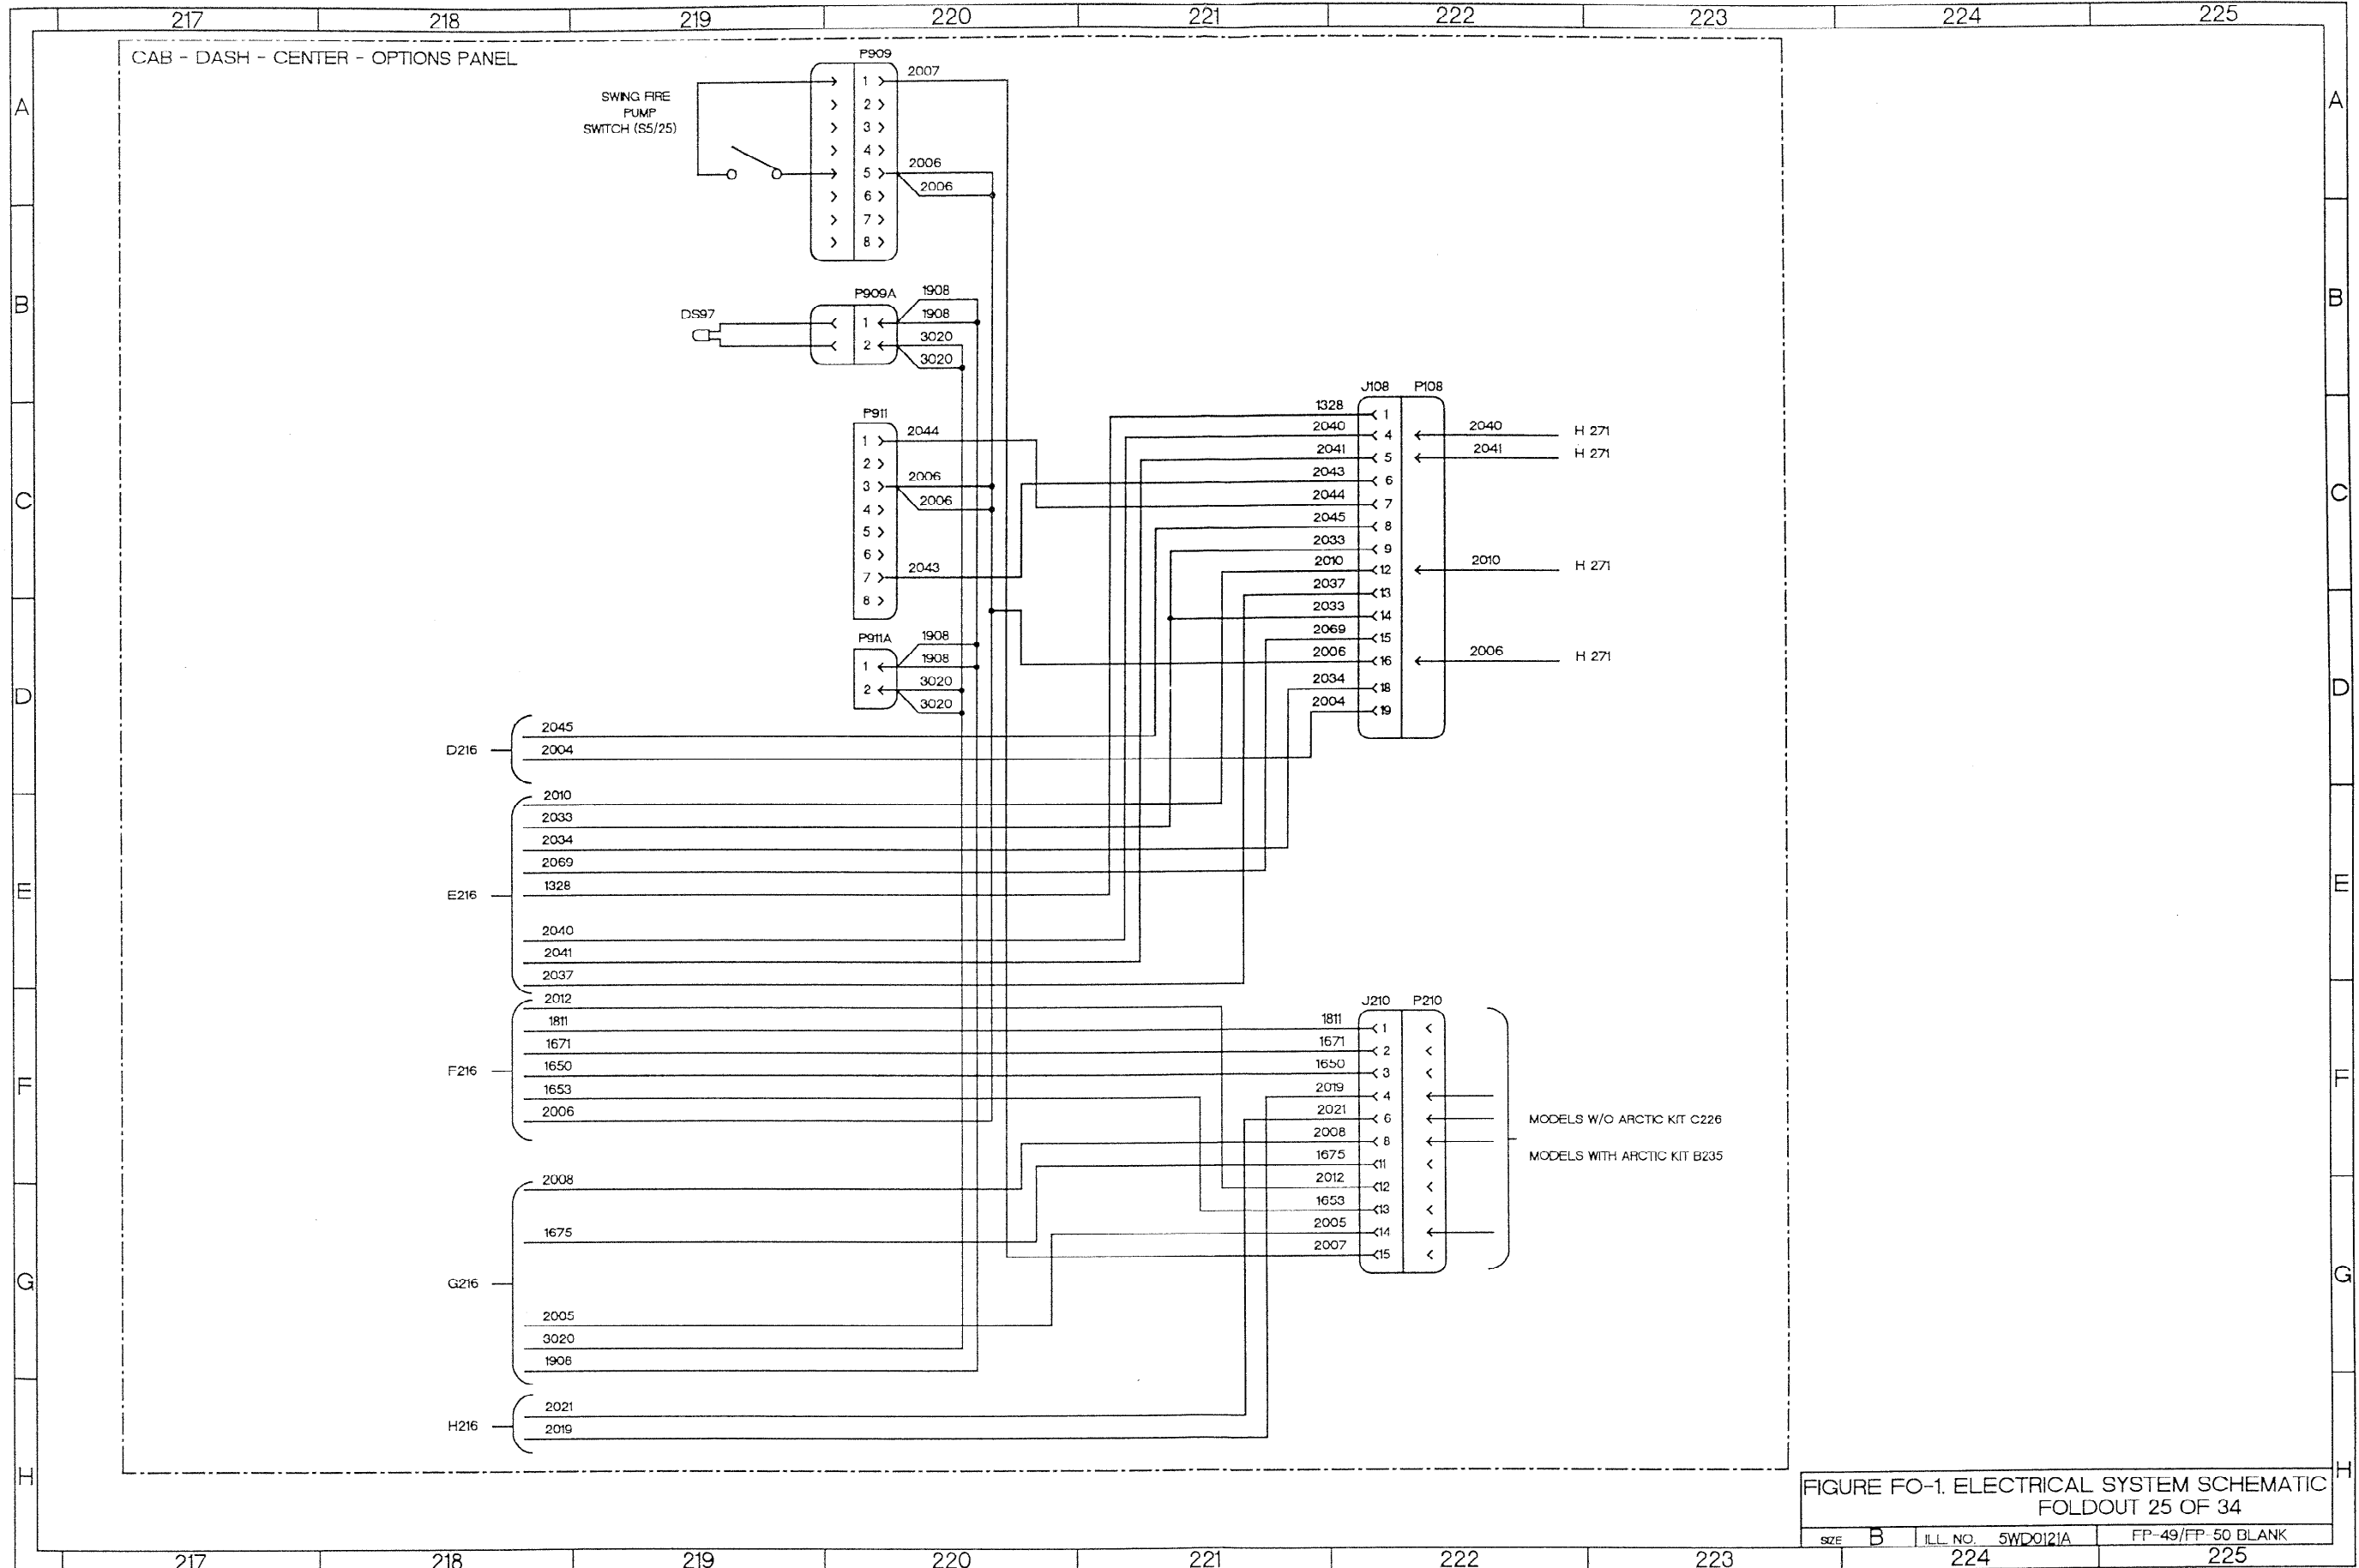 217 218 219 220 221 222 223 224 225
CAB - DASH - CENTER - OPTIONS PANEL
A A
B B
C C
D D
E E
F F
G G
H H
SWING FIRE
PUMP
SWITCH (S5/25)
P909
1 2007
2
3
4
5 2006
2006
6
7
8
DS97
P909A
1908
1 1908
2 3020
3020
P911
1 2044
2
3 2006
2006
4
5
6
7 2043
8
P911A
1908
1 1908
2 3020
3020
J108 P108
1328 1
2040 4 2040 H 271
2041 5 2041 H 271
2043 6
2044 7
2045 8
2033 9
2010 12 2010 H 271
2037 13
2033 14
2069 15
2006 16 2006 H 271
2034 18
2004 19
D216
2045
2004
E216
2010
2033
2034
2069
1328
2040
2041
2037
F216
2012
1811
1671
1650
1653
2006
G216
2008
1675
2005
3020
1908
H216
2021
2019
J210 P210
1811 1
1671 2
1650 3
2019 4
2021 6
2008 8
1675 11
2012 12
1653 13
2005 14
2007 15
MODELS W/O ARCTIC KIT C226
MODELS WITH ARCTIC KIT B235
FIGURE FO-1. ELECTRICAL SYSTEM SCHEMATIC
FOLDOUT 25 OF 34
SIZE B ILL. NO. 5WD0121A FP-49/FP-50 BLANK
217 218 219 220 221 222 223 224 225